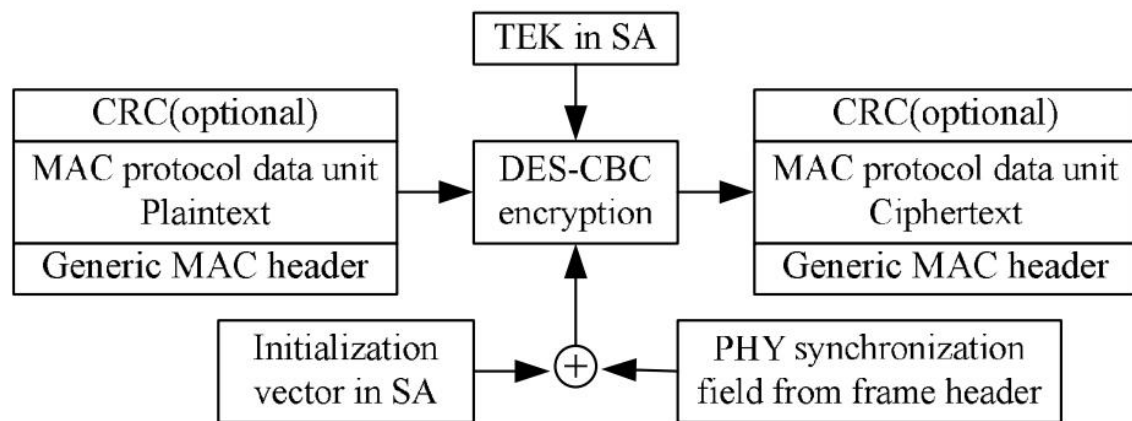 TEK in SA
CRC(optional)
MAC protocol data unit
Plaintext
Generic MAC header
DES-CBC
encryption
CRC(optional)
MAC protocol data unit
Ciphertext
Generic MAC header
Initialization
vector in SA
+
PHY synchronization
field from frame header